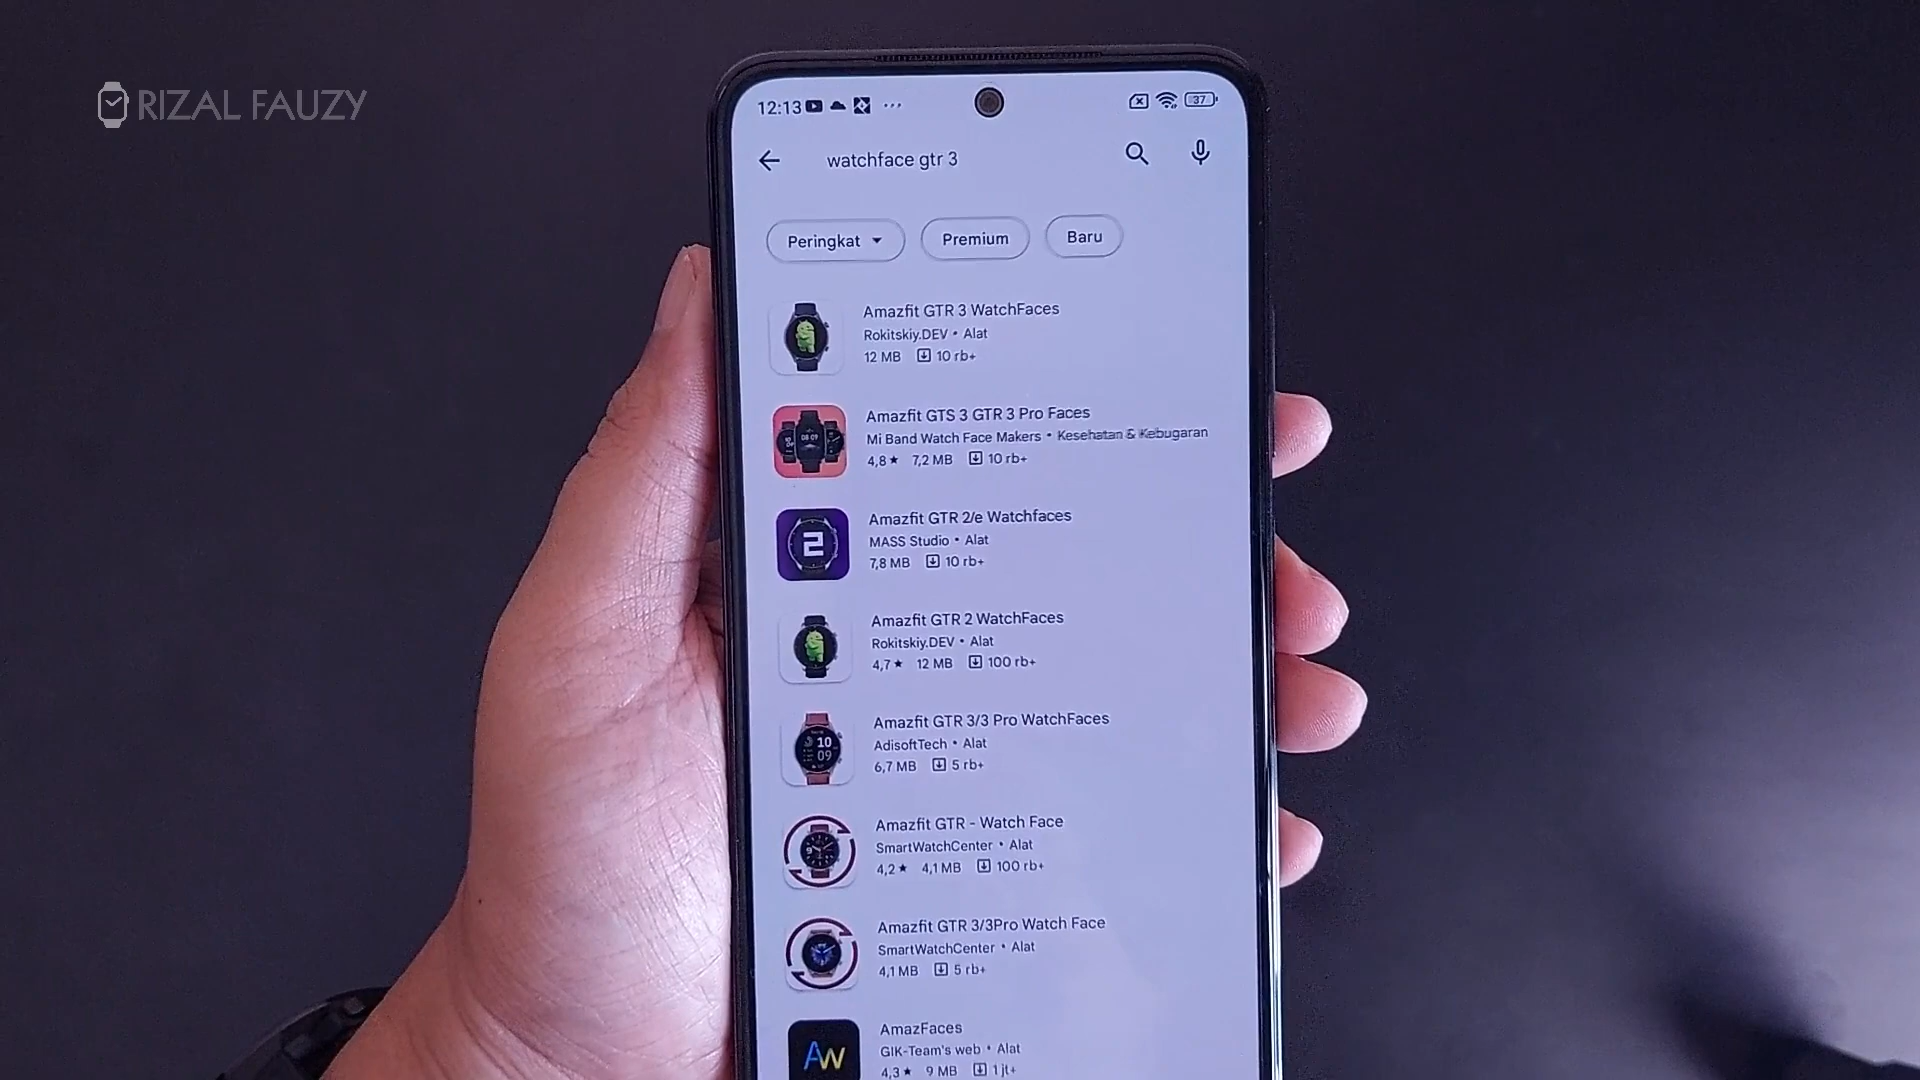 RIZAL FAUZY
12:13
37
watchface gtr 3
Peringkat
Premium
Baru
Amazfit GTR 3 WatchFaces
Rokitskiy.DEV • Alat
12 MB 10 rb+
Amazfit GTS 3 GTR 3 Pro Faces
Mi Band Watch Face Makers • Kesehatan & Kebugaran
4,8★ 7,2 MB 10 rb+
Amazfit GTR 2/e Watchfaces
MASS Studio • Alat
7,8 MB 10 rb+
Amazfit GTR 2 WatchFaces
Rokitskiy.DEV • Alat
4,7★ 12 MB 100 rb+
Amazfit GTR 3/3 Pro WatchFaces
AdisoftTech • Alat
6,7 MB 5 rb+
Amazfit GTR - Watch Face
SmartWatchCenter • Alat
4,2★ 4,1 MB 100 rb+
Amazfit GTR 3/3Pro Watch Face
SmartWatchCenter • Alat
4,1 MB 5 rb+
AmazFaces
GIK-Team's web • Alat
4,3★ 9 MB 1 jt+
2
10
09
08 09
AW